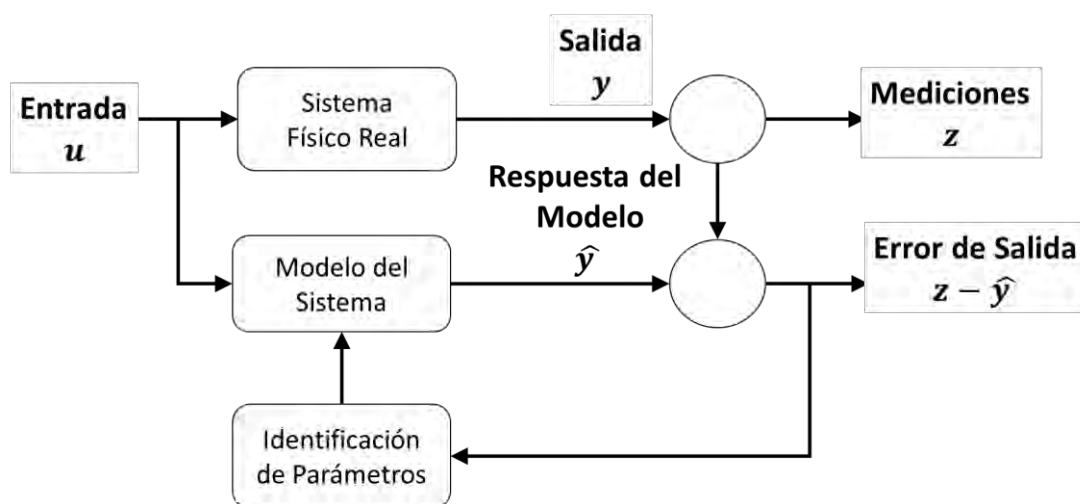 Salida
y
Entrada
u
Sistema
Físico Real
Mediciones
z
Respuesta del
Modelo
ŷ
Modelo del
Sistema
Error de Salida
z − ŷ
Identificación
de Parámetros